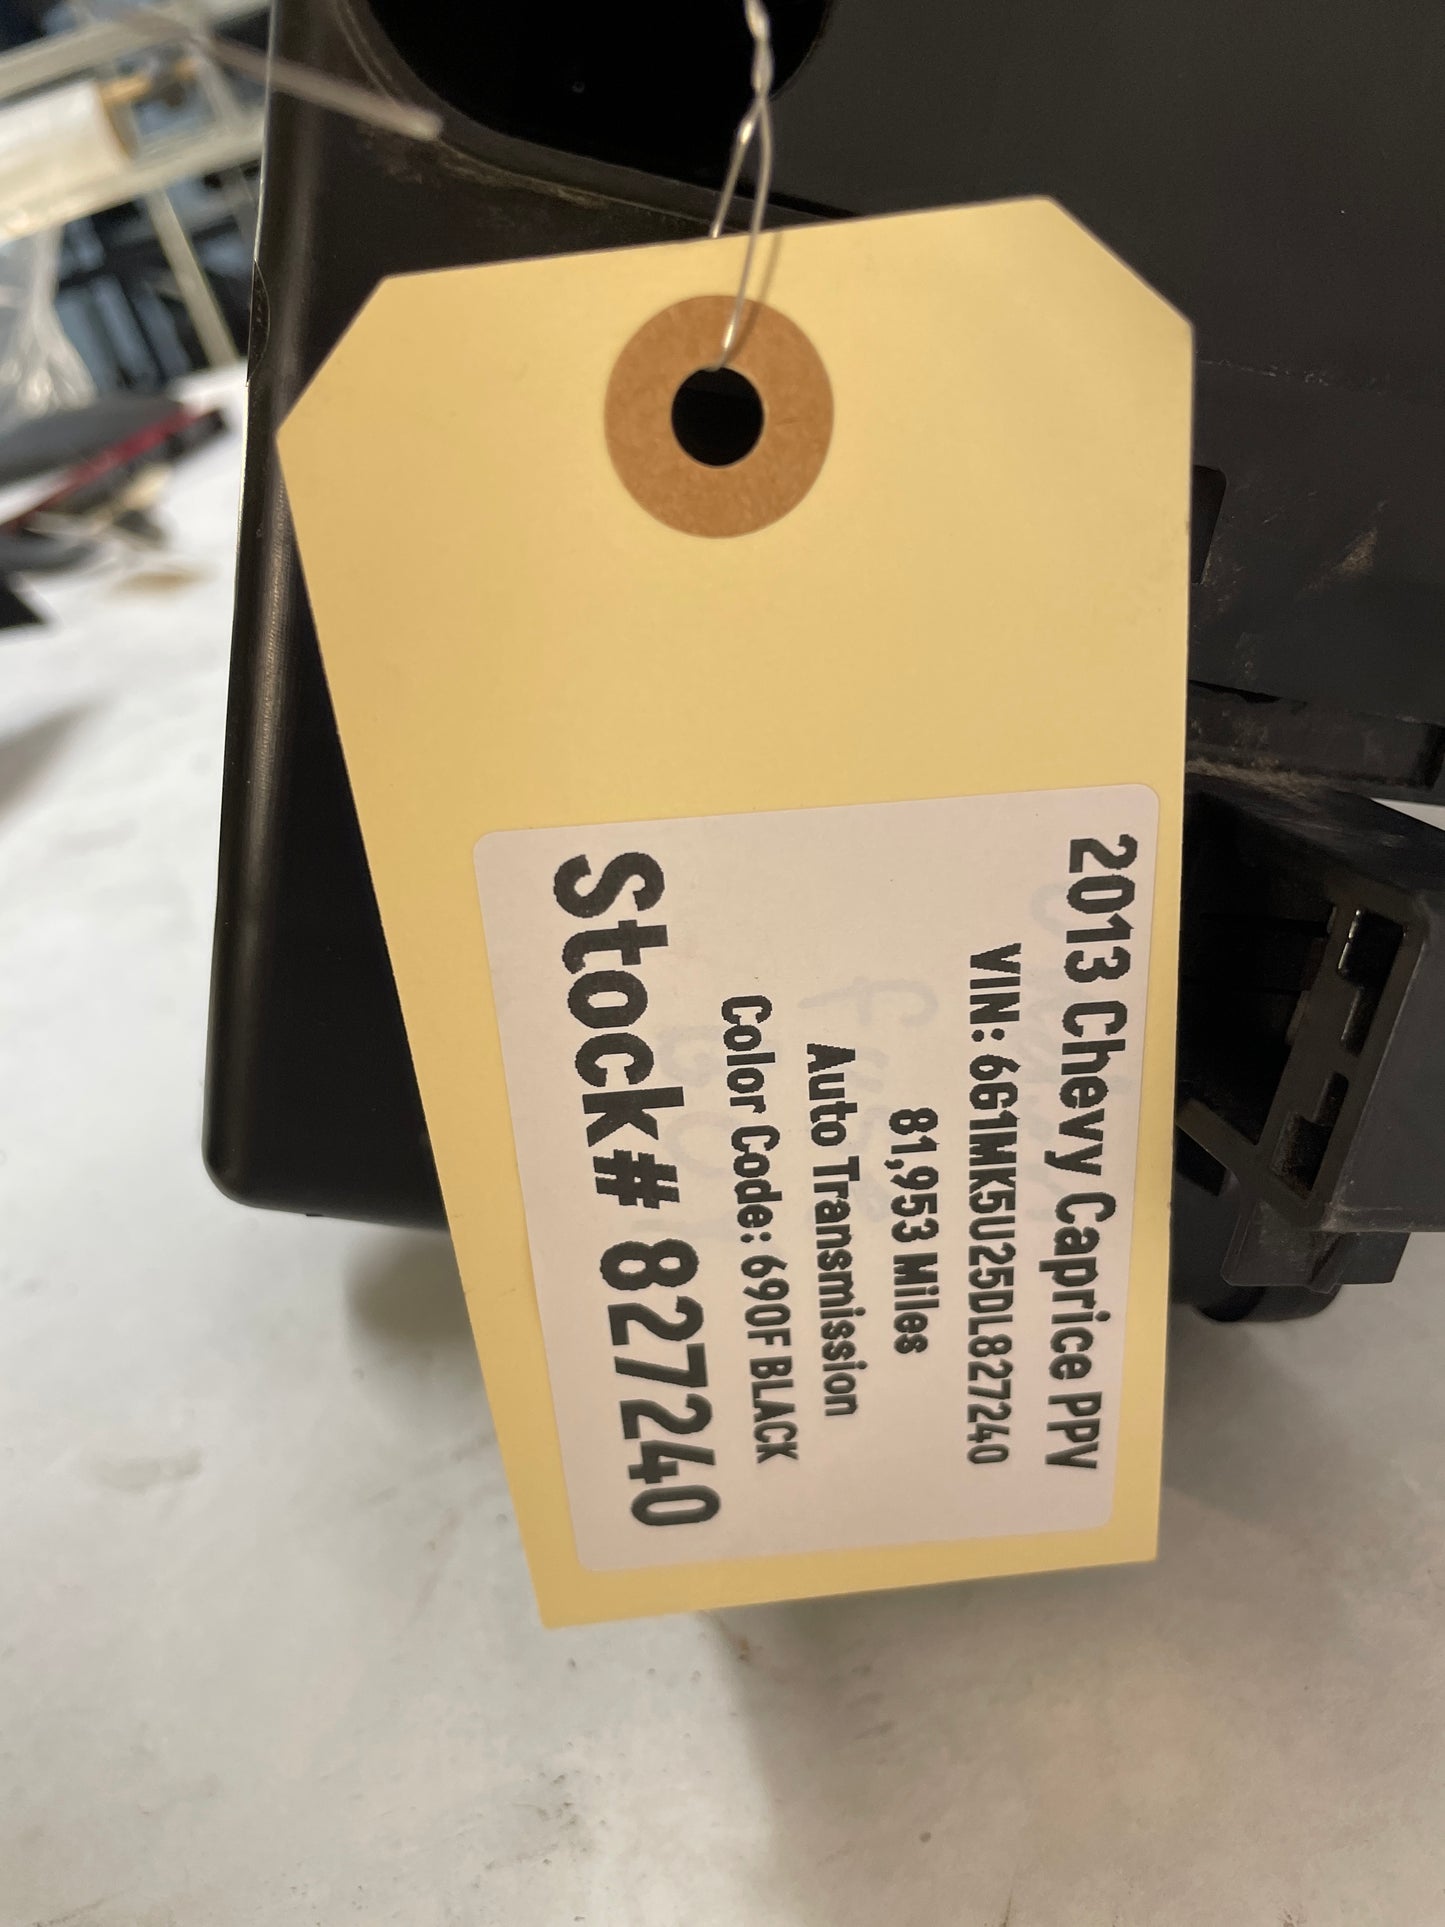 2013 Chevy Caprice PPV
VIN: 6G1MK5U25DL827240
81,953 Miles
Auto Transmission
Color Code: 690F BLACK
Stock# 827240